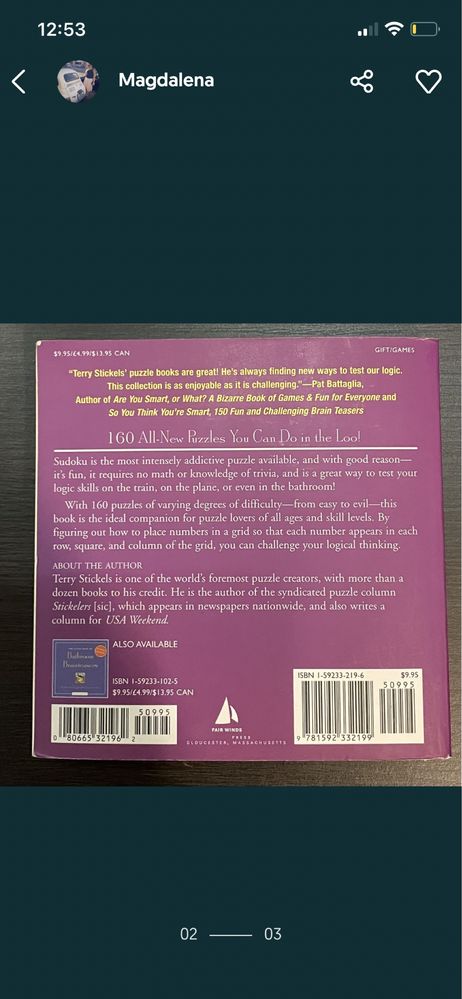 12:53
Magdalena
$9.95/£4.99/$13.95 CAN
GIFT/GAMES
"Terry Stickels' puzzle books are great! He's always finding new ways to test our logic.
This collection is as enjoyable as it is challenging."—Pat Battaglia,
Author of Are You Smart, or What? A Bizarre Book of Games & Fun for Everyone and
So You Think You're Smart, 150 Fun and Challenging Brain Teasers
160 All-New Puzzles You Can Do in the Loo!
Sudoku is the most intensely addictive puzzle available, and with good reason—
it's fun, it requires no math or knowledge of trivia, and is a great way to test your
logic skills on the train, on the plane, or even in the bathroom!
With 160 puzzles of varying degrees of difficulty—from easy to evil—this
book is the ideal companion for puzzle lovers of all ages and skill levels. By
figuring out how to place numbers in a grid so that each number appears in each
row, square, and column of the grid, you can challenge your logical thinking.
ABOUT THE AUTHOR
Terry Stickels is one of the world's foremost puzzle creators, with more than a
dozen books to his credit. He is the author of the syndicated puzzle column
Stickelers [sic], which appears in newspapers nationwide, and also writes a
column for USA Weekend.
ALSO AVAILABLE
Bathroom
Brainteasers
ISBN 1-59233-102-5
$9.95/£4.99/$13.95 CAN
50995
0 80665 32196 2
FAIR WINDS
PRESS
GLOUCESTER, MASSACHUSETTS
ISBN 1-59233-219-6
$9.95
50995
9 781592 332199
02
03